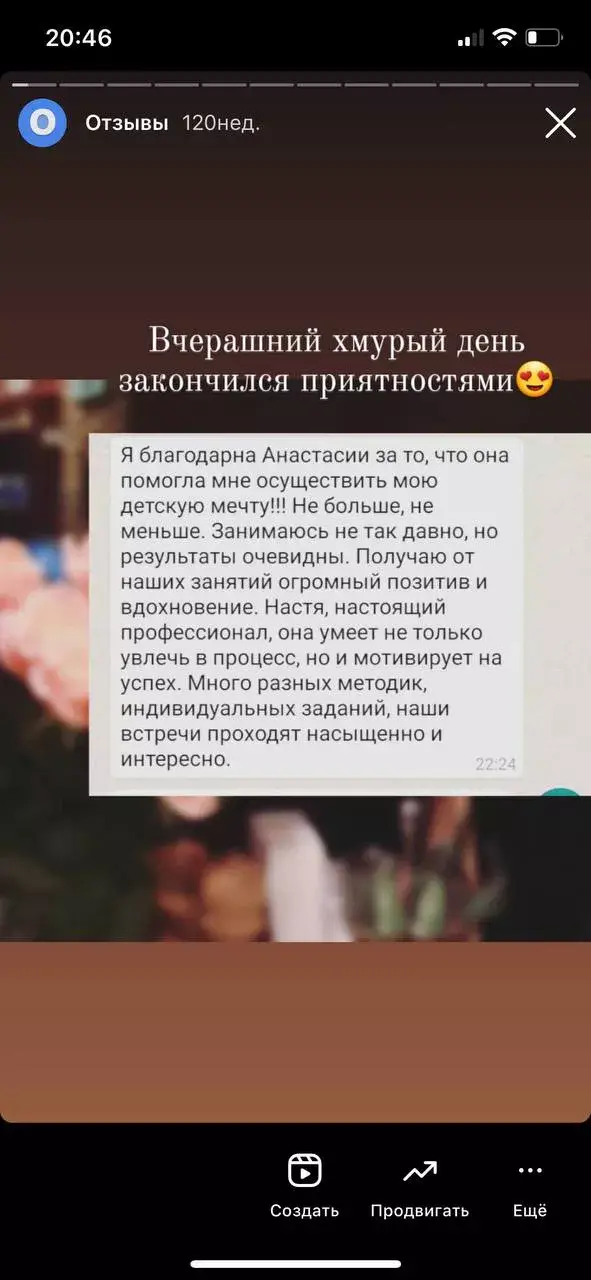 20:46
О
Отзывы 120нед.
Вчерашний хмурый день
закончился приятностями😍
Я благодарна Анастасии за то, что она
помогла мне осуществить мою
детскую мечту!!! Не больше, не
меньше. Занимаюсь не так давно, но
результаты очевидны. Получаю от
наших занятий огромный позитив и
вдохновение. Настя, настоящий
профессионал, она умеет не только
увлечь в процесс, но и мотивирует на
успех. Много разных методик,
индивидуальных заданий, наши
встречи проходят насыщенно и
интересно.
22:24
Создать Продвигать Ещё